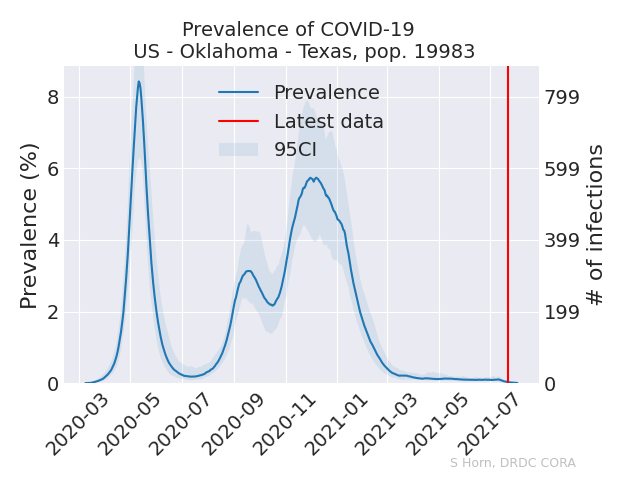 Prevalence of COVID-19
US - Oklahoma - Texas, pop. 19983
Prevalence
Latest data
95CI
Prevalence (%)
8
6
4
2
0
799
599
399
199
0
# of infections
2020-03
2020-05
2020-07
2020-09
2020-11
2021-01
2021-03
2021-05
2021-07
S Horn, DRDC CORA